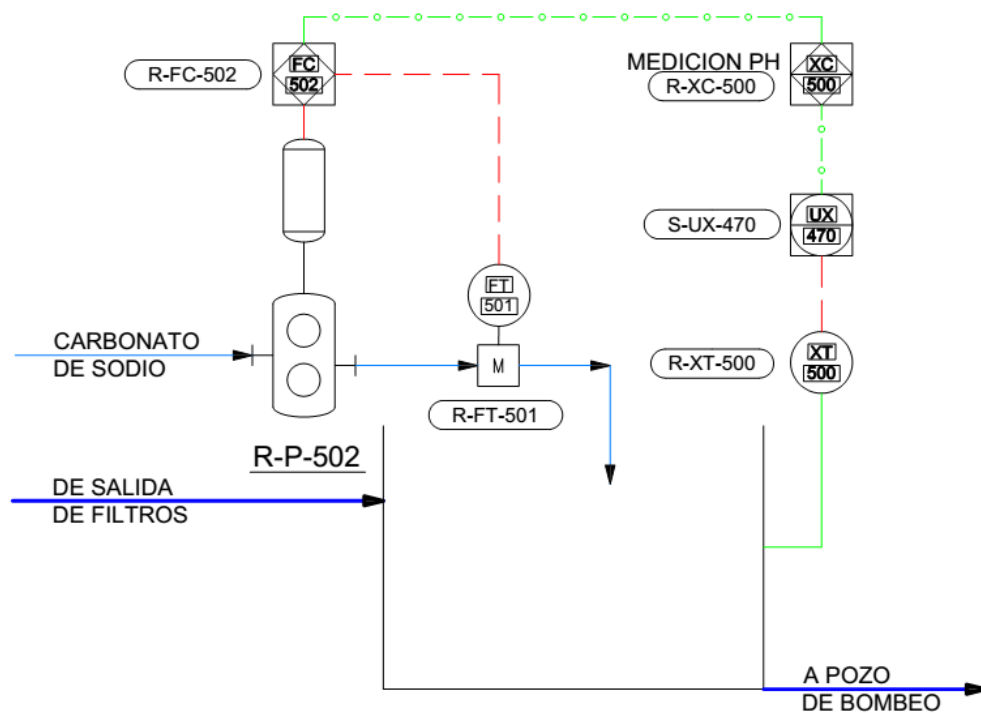 FC
502
R-FC-502
MEDICION PH
R-XC-500
XC
500
S-UX-470
UX
470
FT
501
CARBONATO
DE SODIO
M
R-XT-500
XT
500
R-FT-501
R-P-502
DE SALIDA
DE FILTROS
A POZO
DE BOMBEO